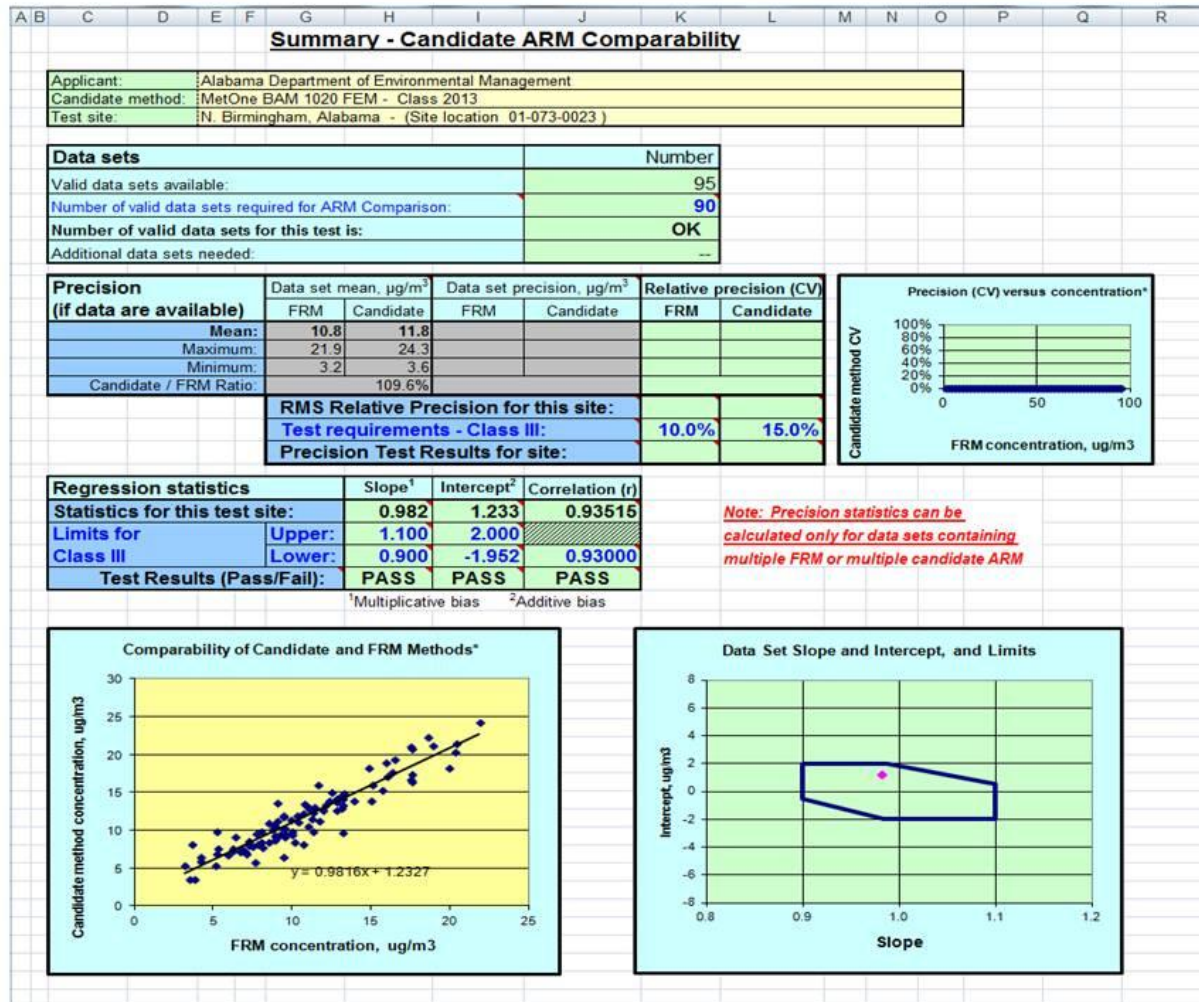 A B C D E F G H I J K L M N O P Q R
Summary - Candidate ARM Comparability
Applicant: Alabama Department of Environmental Management
Candidate method: MetOne BAM 1020 FEM - Class 2013
Test site: N. Birmingham, Alabama - (Site location 01-073-0023 )
Data sets Number
Valid data sets available: 95
Number of valid data sets required for ARM Comparison: 90
Number of valid data sets for this test is: OK
Additional data sets needed: --
Precision Data set mean, µg/m³ Data set precision, µg/m³ Relative precision (CV)
(if data are available) FRM Candidate FRM Candidate FRM Candidate
Mean: 10.8 11.8
Maximum: 21.9 24.3
Minimum: 3.2 3.6
Candidate / FRM Ratio: 109.6%
RMS Relative Precision for this site:
Test requirements - Class III: 10.0% 15.0%
Precision Test Results for site:
Precision (CV) versus concentration*
Candidate method CV
100%
80%
60%
40%
20%
0%
0 50 100
FRM concentration, ug/m3
Regression statistics Slope¹ Intercept² Correlation (r)
Statistics for this test site: 0.982 1.233 0.93515
Limits for Upper: 1.100 2.000
Class III Lower: 0.900 -1.952 0.93000
Test Results (Pass/Fail): PASS PASS PASS
¹Multiplicative bias ²Additive bias
Note: Precision statistics can be
calculated only for data sets containing
multiple FRM or multiple candidate ARM
Comparability of Candidate and FRM Methods*
Candidate method concentration, ug/m3
30
25
20
15
10
5
0
y = 0.9816x + 1.2327
0 5 10 15 20 25
FRM concentration, ug/m3
Data Set Slope and Intercept, and Limits
Intercept, ug/m3
8
6
4
2
0
-2
-4
-6
-8
0.8 0.9 1.0 1.1 1.2
Slope